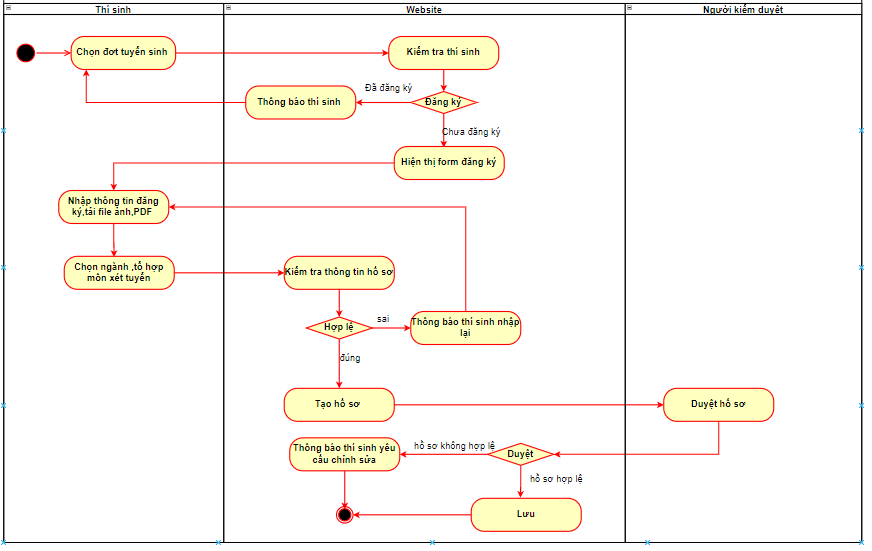 Thí sinh
Website
Người kiểm duyệt
Chọn đợt tuyển sinh
Kiểm tra thí sinh
Đã đăng ký
Thông báo thí sinh
Đăng ký
Chưa đăng ký
Hiện thị form đăng ký
Nhập thông tin đăng
ký,tải file ảnh,PDF
Chọn ngành ,tổ hợp
môn xét tuyển
Kiểm tra thông tin hồ sơ
Hợp lệ
sai
Thông báo thí sinh nhập
lại
đúng
Tạo hồ sơ
Duyệt hồ sơ
Thông báo thí sinh yêu
cầu chỉnh sửa
hồ sơ không hợp lệ
Duyệt
hồ sơ hợp lệ
Lưu